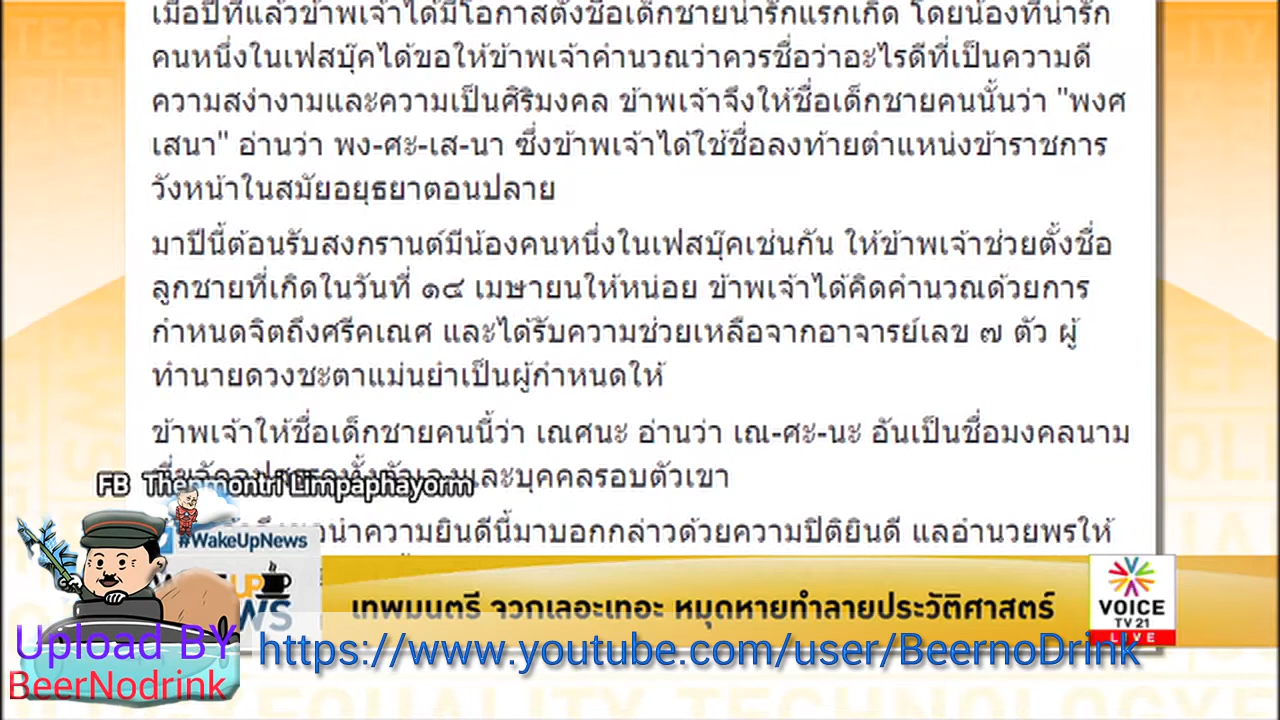 เมื่อปีที่แล้วข้าพเจ้าได้มีโอกาสตั้งชื่อเด็กชายน่ารักแรกเกิด โดยน้องที่น่ารัก
คนหนึ่งในเฟสบุ๊คได้ขอให้ข้าพเจ้าคำนวณว่าควรชื่อว่าอะไรดีที่เป็นความดี
ความสง่างามและความเป็นศิริมงคล ข้าพเจ้าจึงให้ชื่อเด็กชายคนนั้นว่า "พงศ
เสนา" อ่านว่า พง-ศะ-เส-นา ซึ่งข้าพเจ้าได้ใช้ชื่อลงท้ายตำแหน่งข้าราชการ
วังหน้าในสมัยอยุธยาตอนปลาย
มาปีนี้ต้อนรับสงกรานต์มีน้องคนหนึ่งในเฟสบุ๊คเช่นกัน ให้ข้าพเจ้าช่วยตั้งชื่อ
ลูกชายที่เกิดในวันที่ ๑๔ เมษายนให้หน่อย ข้าพเจ้าได้คิดคำนวณด้วยการ
กำหนดจิตถึงศรีคเณศ และได้รับความช่วยเหลือจากอาจารย์เลข ๗ ตัว ผู้
ทำนายดวงชะตาแม่นยำเป็นผู้กำหนดให้
ข้าพเจ้าให้ชื่อเด็กชายคนนี้ว่า เณศนะ อ่านว่า เณ-ศะ-นะ อันเป็นชื่อมงคลนาม
และบุคคลรอบตัวเขา
FB Thepmontri Limpaphayorm
นำความยินดีนี้มาบอกกล่าวด้วยความปิติยินดี แลอำนวยพรให้
#WakeUpNews
เทพมนตรี จวกเลอะเทอะ หมุดหายทำลายประวัติศาสตร์
VOICE
TV 21
LIVE
Upload BY
https://www.youtube.com/user/BeernoDrink
BeerNodrink